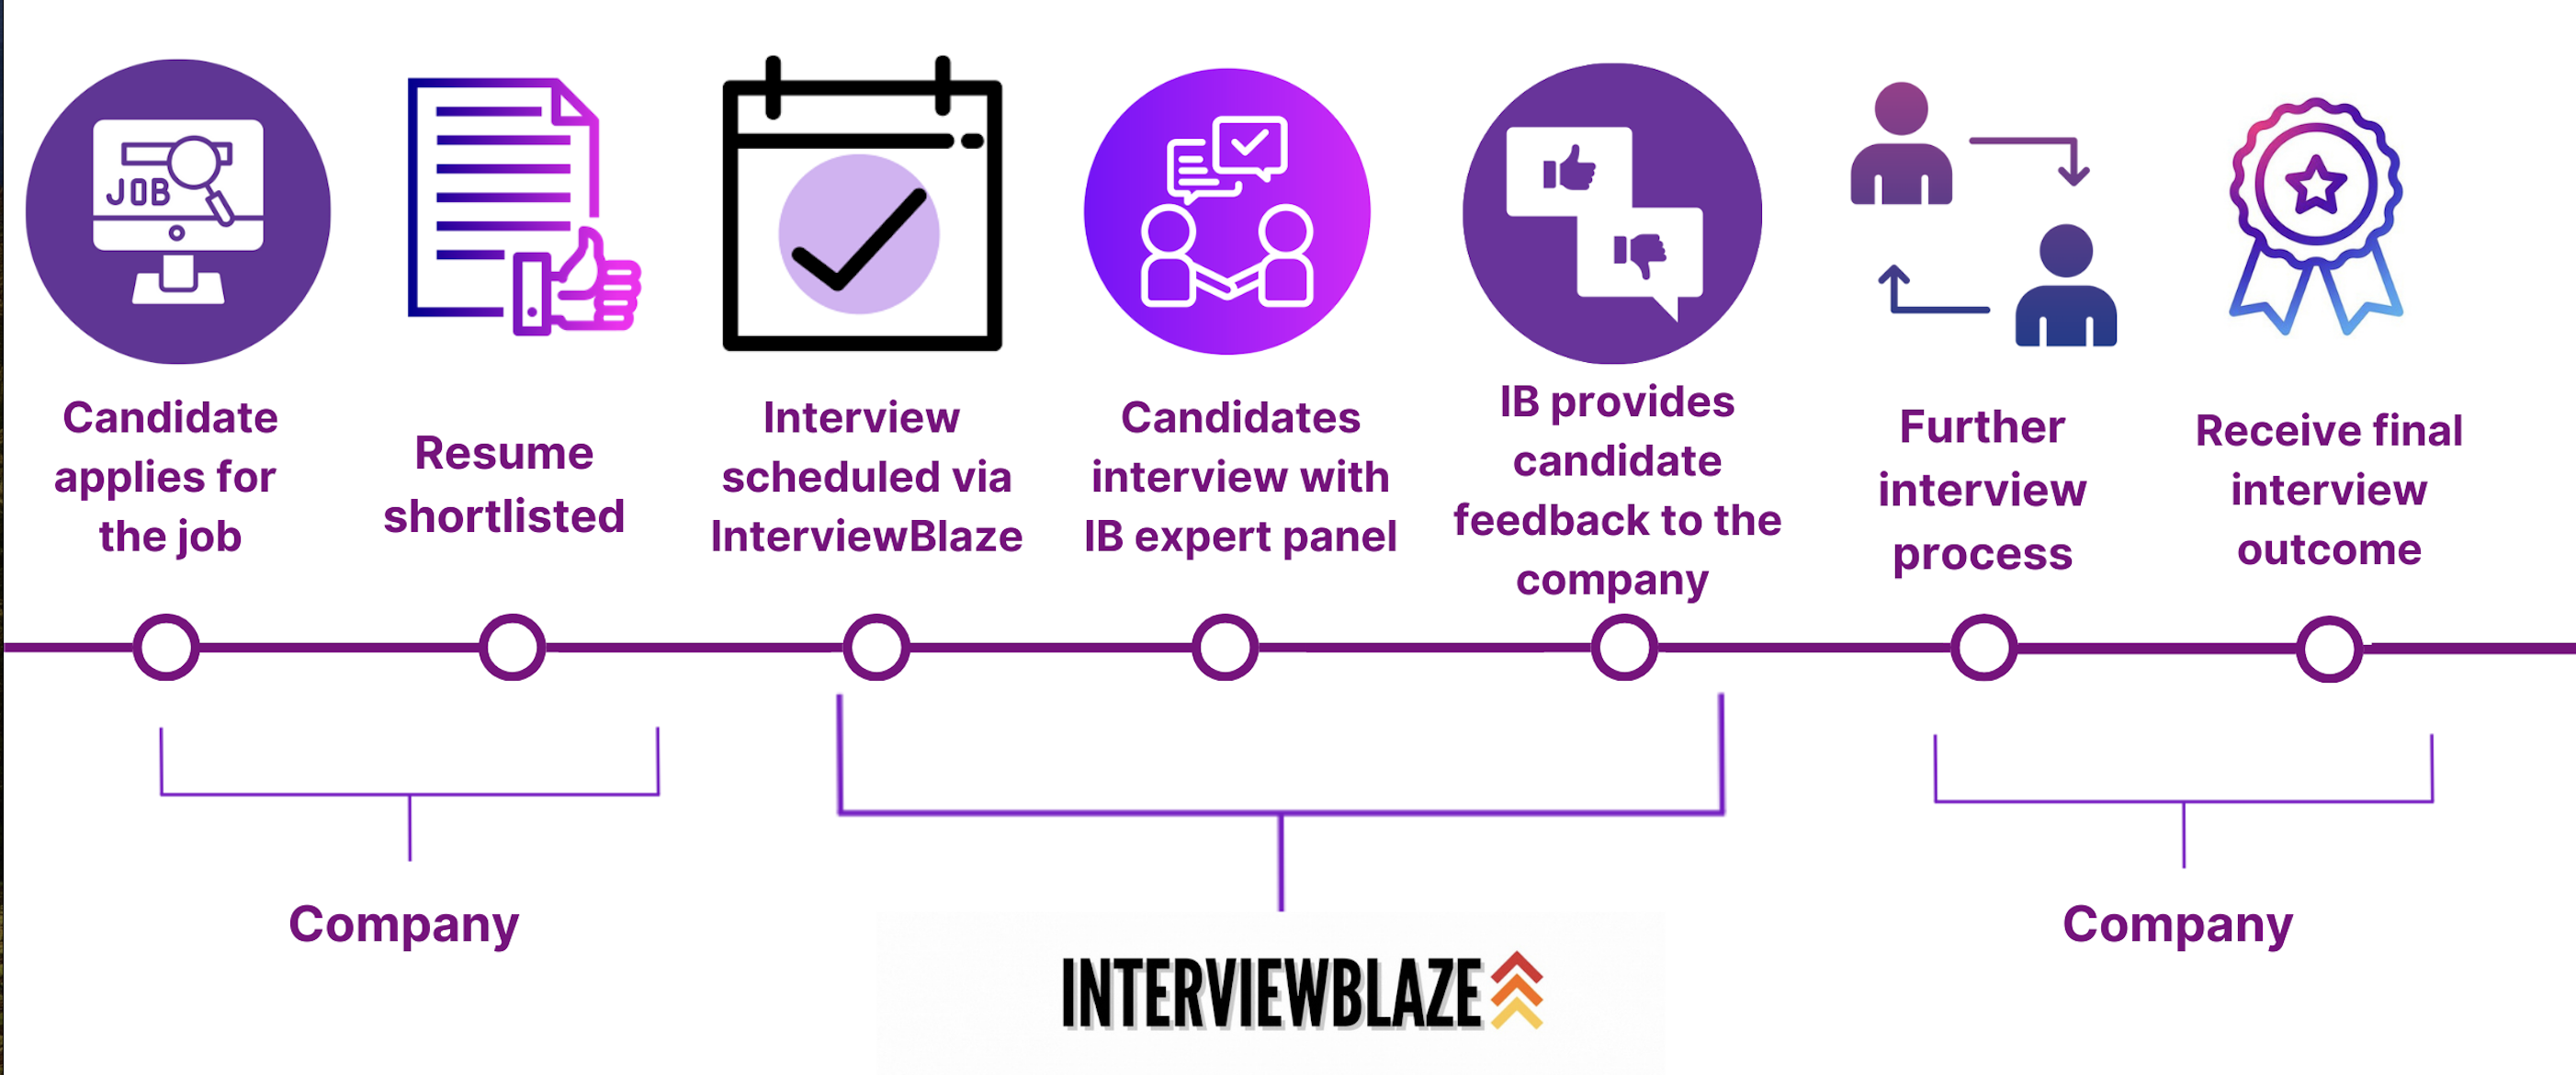 JOB
Candidate
applies for
the job
Resume
shortlisted
Interview
scheduled via
InterviewBlaze
Candidates
interview with
IB expert panel
IB provides
candidate
feedback to the
company
Further
interview
process
Receive final
interview
outcome
Company
INTERVIEWBLAZE
Company